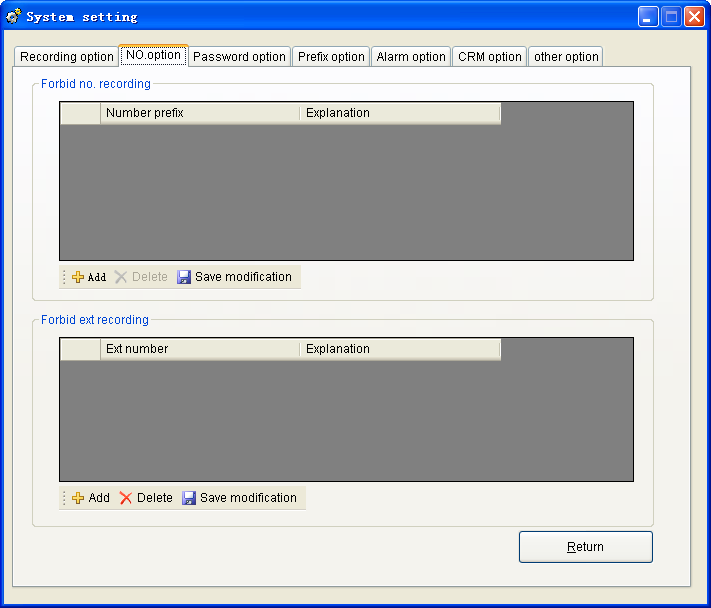 System setting
Recording option NO.option Password option Prefix option Alarm option CRM option other option
Forbid no. recording
Number prefix Explanation
Add Delete Save modification
Forbid ext recording
Ext number Explanation
Add Delete Save modification
Return